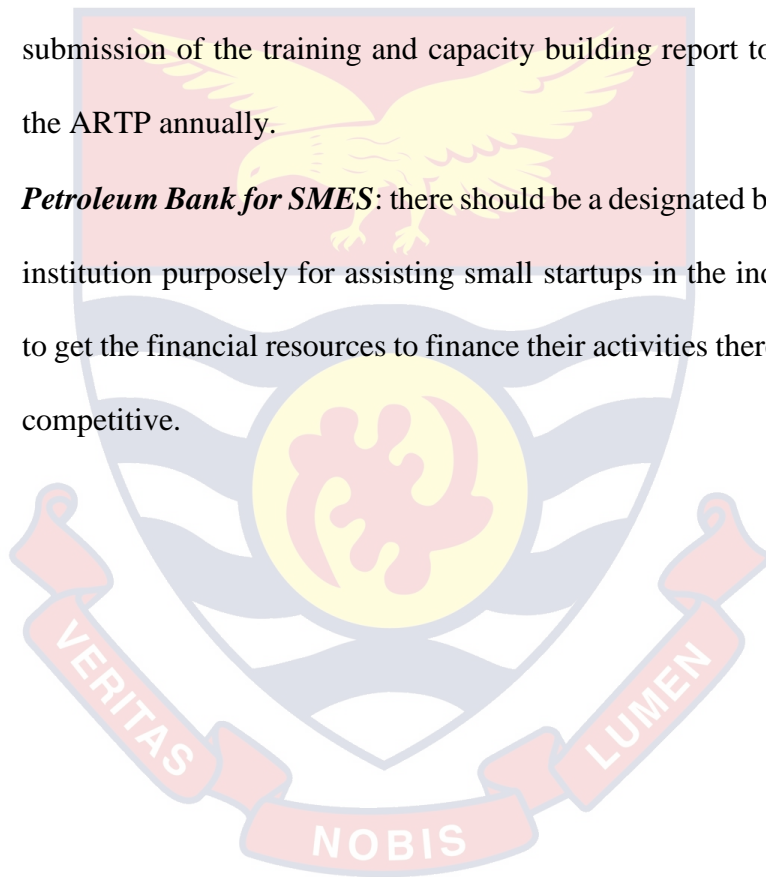 submission of the training and capacity building report to
the ARTP annually.
Petroleum Bank for SMES: there should be a designated
institution purposely for assisting small startups in the
to get the financial resources to finance their activities
competitive.
VERITAS
NOBIS
LUMEN